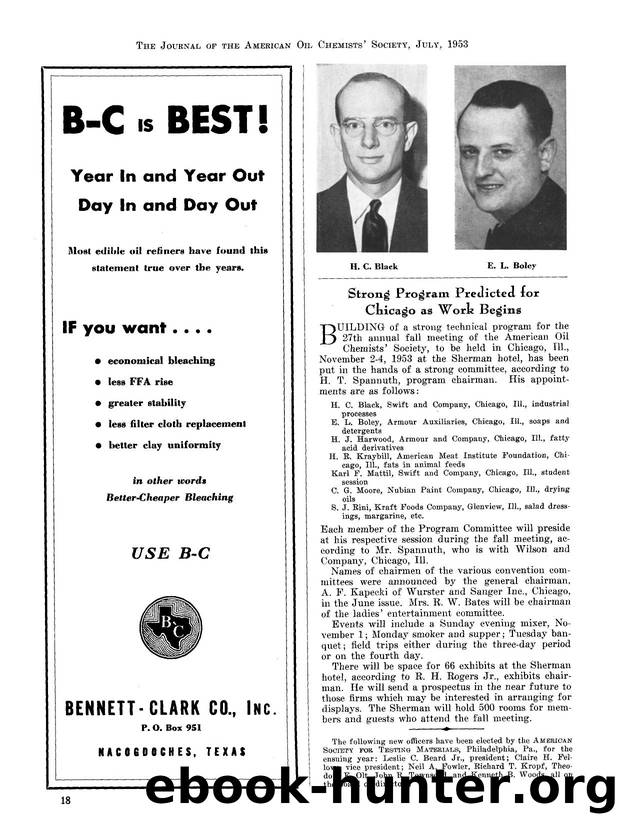 THE JOURNAL OF THE AMERICAN OIL CHEMISTS' SOCIETY, JULY, 1953
B-C IS BEST!
Year In and Year Out
Day In and Day Out
Most edible oil refiners have found this
statement true over the years.
IF you want . . . .
● economical bleaching
● less FFA rise
● greater stability
● less filter cloth replacement
● better clay uniformity
in other words
Better-Cheaper Bleaching
USE B-C
B & C
BENNETT-CLARK CO., INC.
P. O. Box 951
NACOGDOCHES, TEXAS
H. C. Black
E. L. Boley
Strong Program Predicted for
Chicago as Work Begins
BUILDING of a strong technical program for the
27th annual fall meeting of the American Oil
Chemists' Society, to be held in Chicago, Ill.,
November 2-4, 1953 at the Sherman hotel, has been
put in the hands of a strong committee, according to
H. T. Spannuth, program chairman. His appoint-
ments are as follows:
H. C. Black, Swift and Company, Chicago, Ill., industrial
processes
E. L. Boley, Armour Auxiliaries, Chicago, Ill., soaps and
detergents
H. J. Harwood, Armour and Company, Chicago, Ill., fatty
acid derivatives
H. R. Kraybill, American Meat Institute Foundation, Chi-
cago, Ill., fats in animal feeds
Karl F. Mattil, Swift and Company, Chicago, Ill., student
session
C. G. Moore, Nubian Paint Company, Chicago, Ill., drying
oils
S. J. Rini, Kraft Foods Company, Glenview, Ill., salad dress-
ings, margarine, etc.
Each member of the Program Committee will preside
at his respective session during the fall meeting, ac-
cording to Mr. Spannuth, who is with Wilson and
Company, Chicago, Ill.
Names of chairmen of the various convention com-
mittees were announced by the general chairman.
A. F. Kapecki of Wurster and Sanger Inc., Chicago,
in the June issue. Mrs. R. W. Bates will be chairman
of the ladies' entertainment committee.
Events will include a Sunday evening mixer, No-
vember 1; Monday smoker and supper; Tuesday ban-
quet; field trips either during the three-day period
or on the fourth day.
There will be space for 66 exhibits at the Sherman
hotel, according to R. H. Rogers Jr., exhibits chair-
man. He will send a prospectus in the near future to
those firms which may be interested in arranging for
displays. The Sherman will hold 500 rooms for mem-
bers and guests who attend the fall meeting.
The following new officers have been elected by the AMERICAN
SOCIETY FOR TESTING MATERIALS, Philadelphia, Pa., for the
ensuing year: Leslie C. Beard Jr., president; Claire H. Fel-
vice president; Neil A. Fowler, Richard T. Kropf, Theo-
Olt, John R. and Kenneth B. Woods, all on
18
ebook-hunter.org